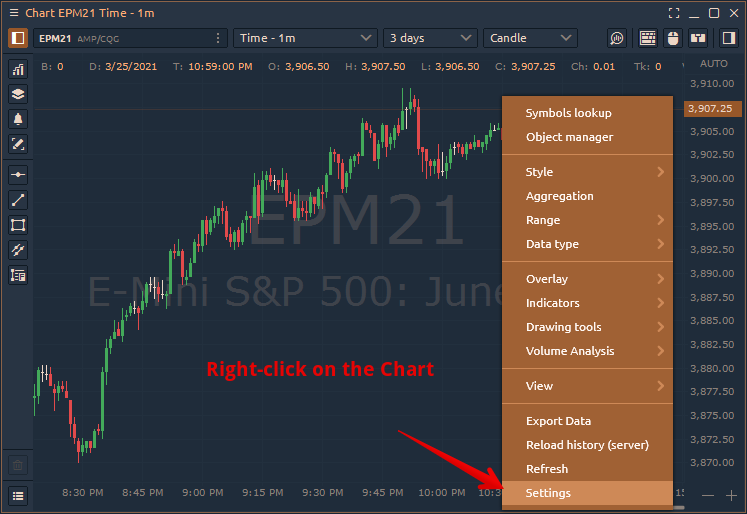 Chart EPM21 Time - 1m
EPM21 AMP/CQG
Time - 1m
3 days
Candle
B: 0 D: 3/25/2021 T: 10:59:00 PM O: 3,906.50 H: 3,907.50 L: 3,906.50 C: 3,907.25 Ch: 0.01 Tk: 0
AUTO
3,910.00
3,907.25
3,905.00
3,902.50
3,900.00
3,897.50
3,895.00
3,892.50
3,890.00
3,887.50
3,885.00
3,882.50
3,880.00
3,877.50
3,875.00
3,872.50
3,870.00
EPM21
E-Mini S&P 500: June
Symbols lookup
Object manager
Style
Aggregation
Range
Data type
Overlay
Indicators
Drawing tools
Volume Analysis
View
Export Data
Reload history (server)
Refresh
Settings
Right-click on the Chart
8:30 PM 8:45 PM 9:00 PM 9:15 PM 9:30 PM 9:45 PM 10:00 PM 10:30 15